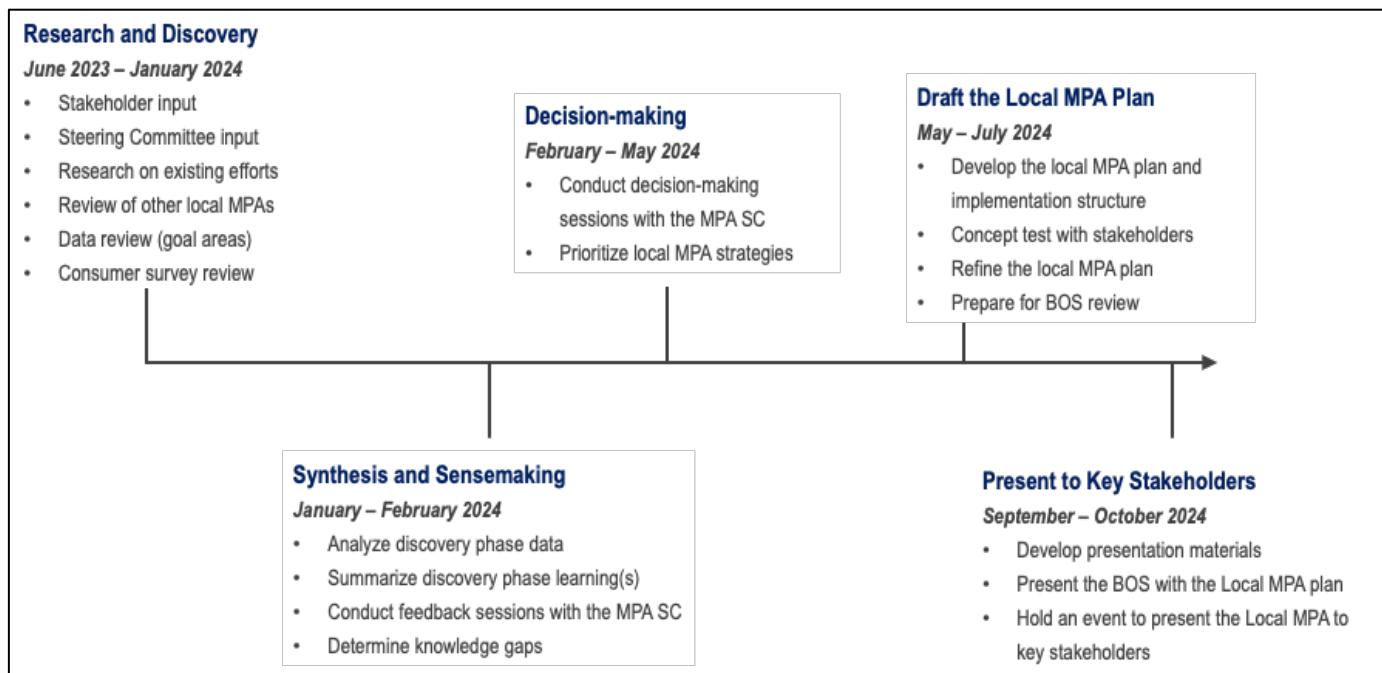 Research and Discovery
June 2023 – January 2024
• Stakeholder input
• Steering Committee input
• Research on existing efforts
• Review of other local MPAs
• Data review (goal areas)
• Consumer survey review
Synthesis and Sensemaking
January – February 2024
• Analyze discovery phase data
• Summarize discovery phase learning(s)
• Conduct feedback sessions with the MPA SC
• Determine knowledge gaps
Decision-making
February – May 2024
• Conduct decision-making
sessions with the MPA SC
• Prioritize local MPA strategies
Draft the Local MPA Plan
May – July 2024
• Develop the local MPA plan and
implementation structure
• Concept test with stakeholders
• Refine the local MPA plan
• Prepare for BOS review
Present to Key Stakeholders
September – October 2024
• Develop presentation materials
• Present the BOS with the Local MPA plan
• Hold an event to present the Local MPA to
key stakeholders